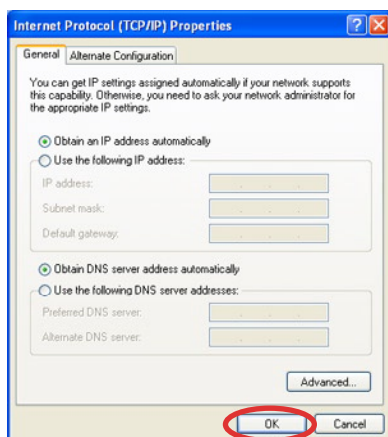 Internet Protocol (TCP/IP) Properties
General
Alternate Configuration
You can get IP settings assigned automatically if your network supports
this capability. Otherwise, you need to ask your network administrator for
the appropriate IP settings.
Obtain an IP address automatically
Use the following IP address:
IP address:
Subnet mask:
Default gateway:
Obtain DNS server address automatically
Use the following DNS server addresses:
Preferred DNS server:
Alternate DNS server:
Advanced...
OK
Cancel